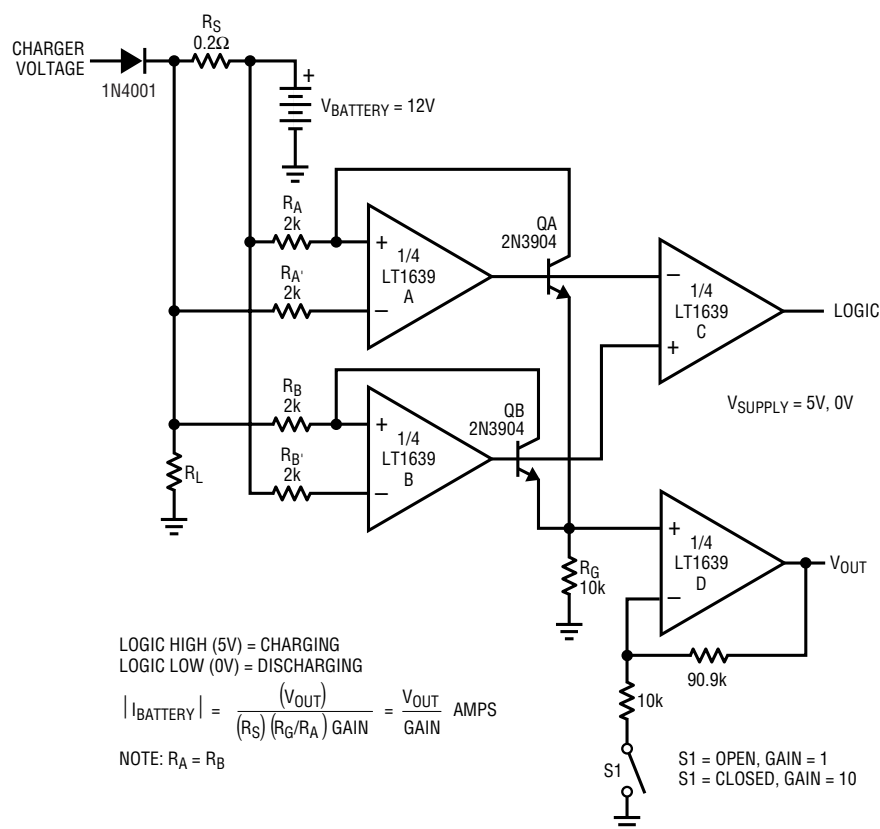 R_S
0.2Ω
CHARGER
VOLTAGE
1N4001
+
V_BATTERY = 12V
R_A
2k
QA
2N3904
+
1/4
LT1639
A
−
R_A'
2k
−
1/4
LT1639
C
+
LOGIC
R_B
2k
QB
2N3904
V_SUPPLY = 5V, 0V
+
1/4
LT1639
B
−
R_B'
2k
R_L
+
1/4
LT1639
D
−
V_OUT
R_G
10k
90.9k
10k
S1
S1 = OPEN, GAIN = 1
S1 = CLOSED, GAIN = 10
LOGIC HIGH (5V) = CHARGING
LOGIC LOW (0V) = DISCHARGING
|I_BATTERY| = (V_OUT) / (R_S)(R_G/R_A) GAIN = V_OUT / GAIN AMPS
NOTE: R_A = R_B